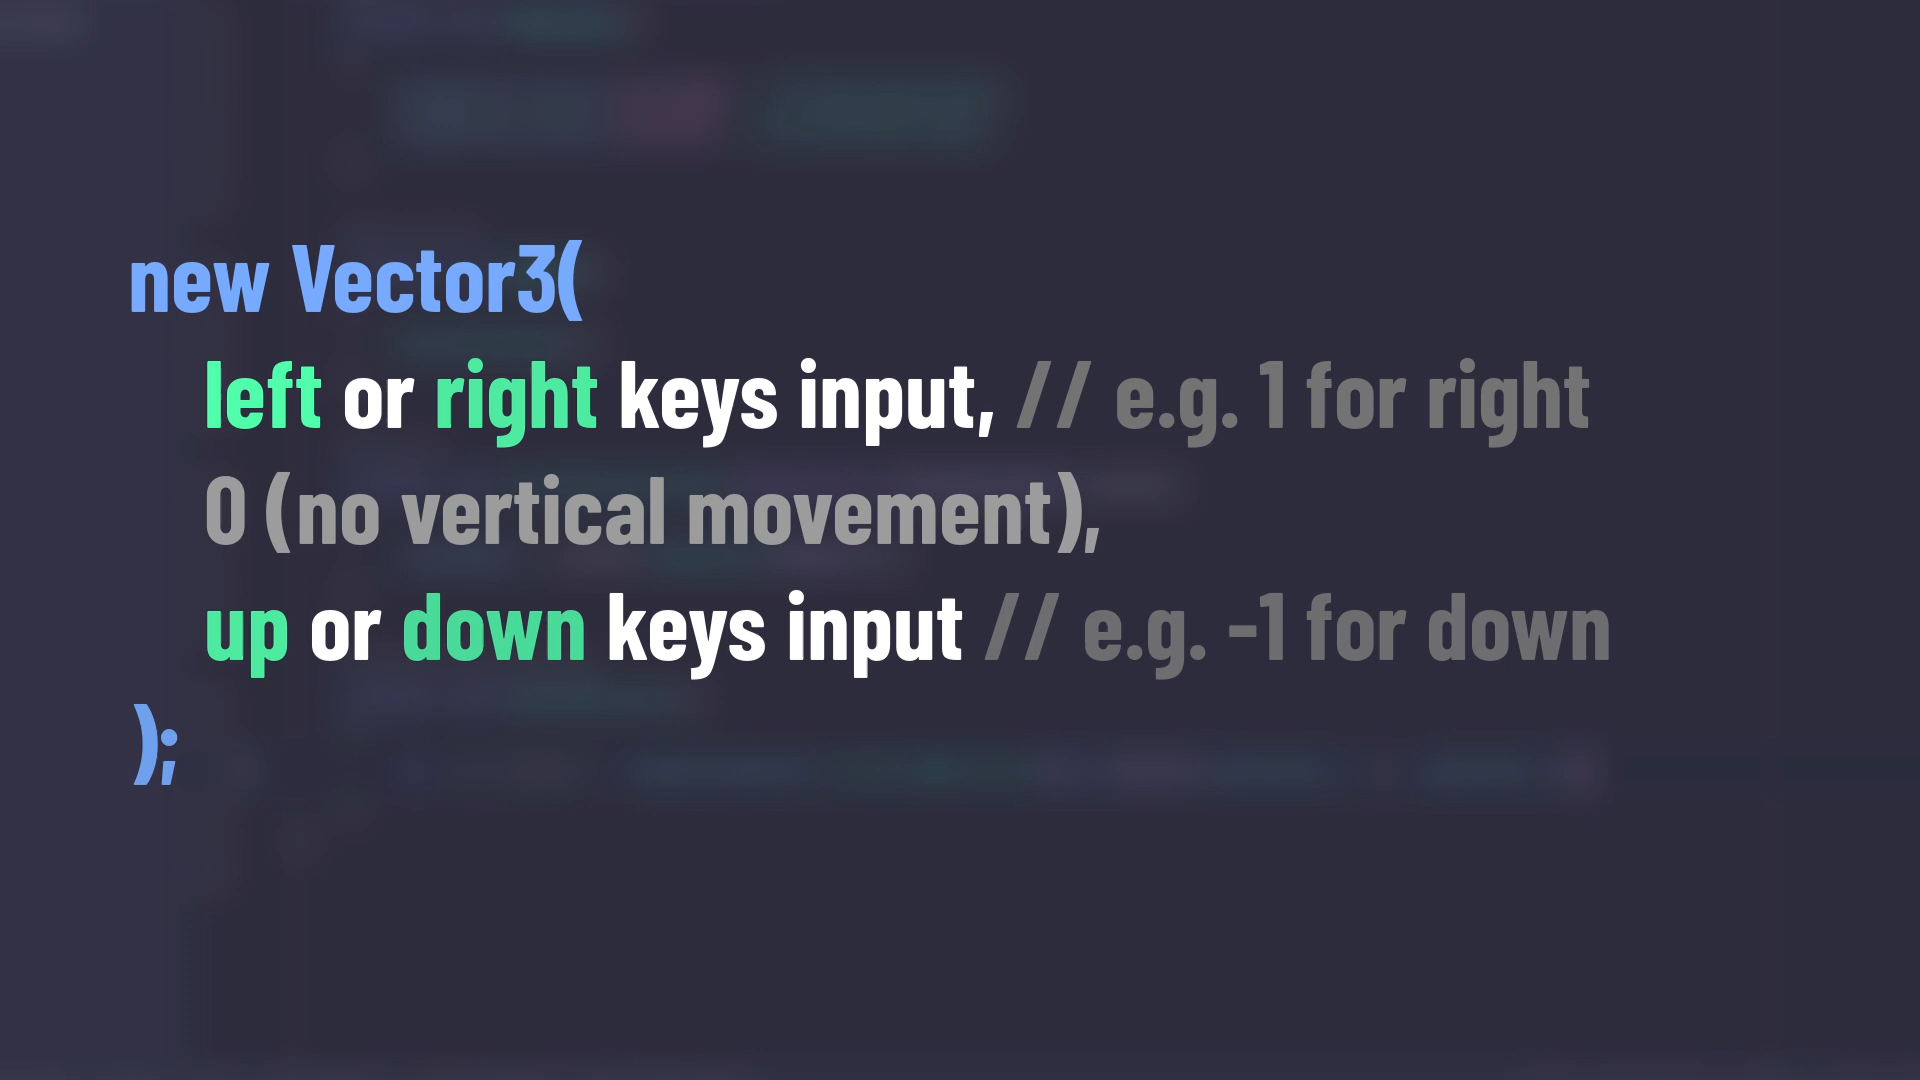 new Vector3(
left or right keys input, // e.g. 1 for right
0 (no vertical movement),
up or down keys input // e.g. -1 for down
);